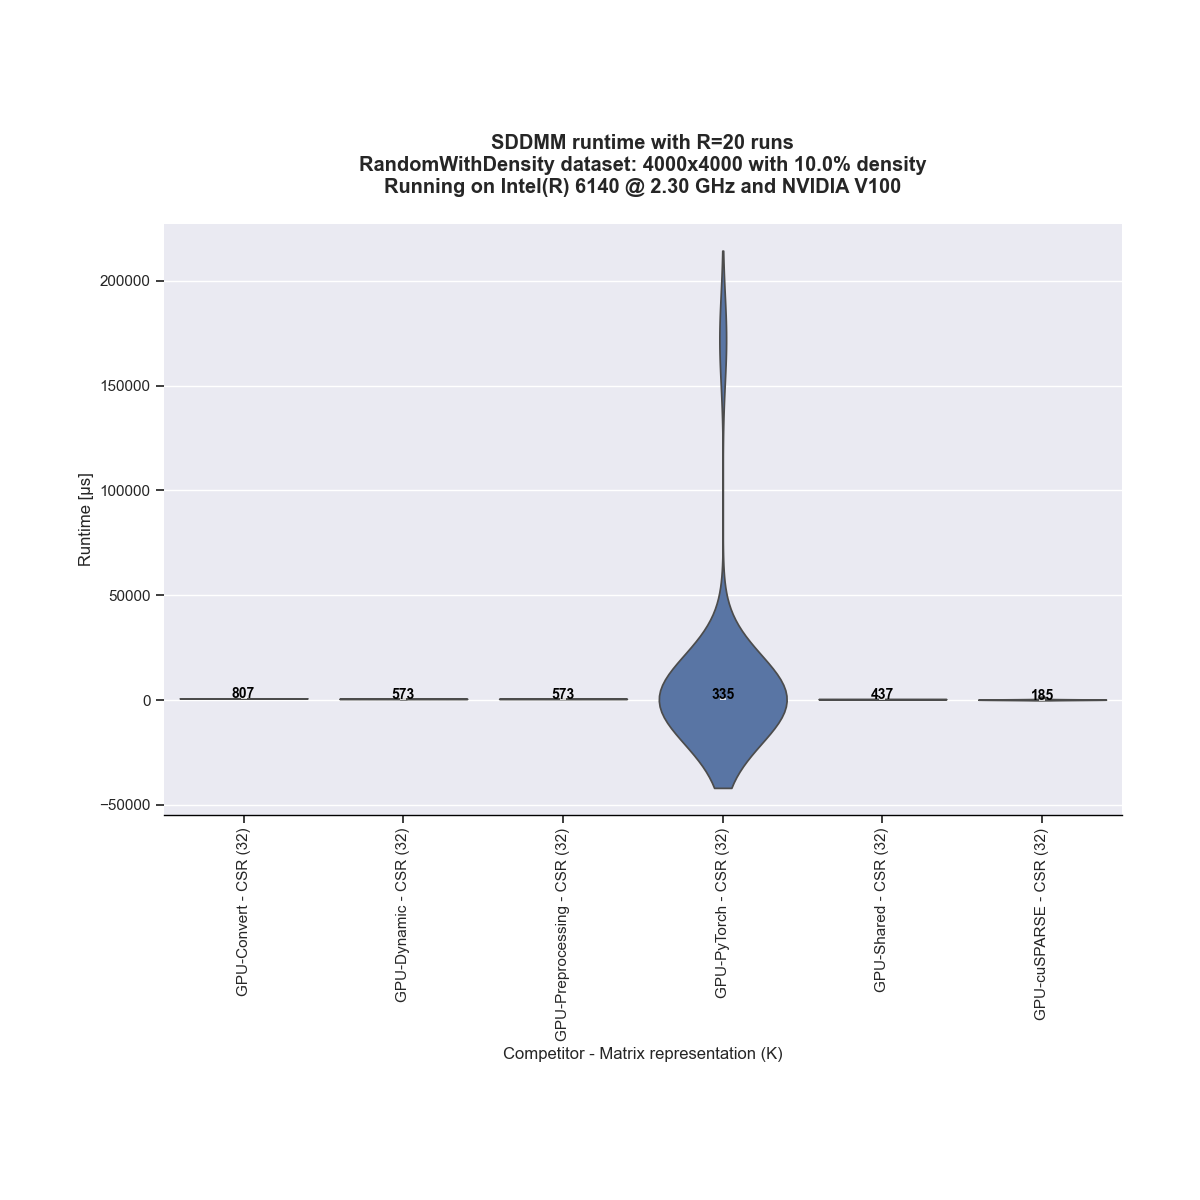 SDDMM runtime with R=20 runs
RandomWithDensity dataset: 4000x4000 with 10.0% density
Running on Intel(R) 6140 @ 2.30 GHz and NVIDIA V100
Runtime [µs]
200000
150000
100000
50000
0
−50000
807
573
573
335
437
185
GPU-Convert - CSR (32)
GPU-Dynamic - CSR (32)
GPU-Preprocessing - CSR (32)
GPU-PyTorch - CSR (32)
GPU-Shared - CSR (32)
GPU-cuSPARSE - CSR (32)
Competitor - Matrix representation (K)